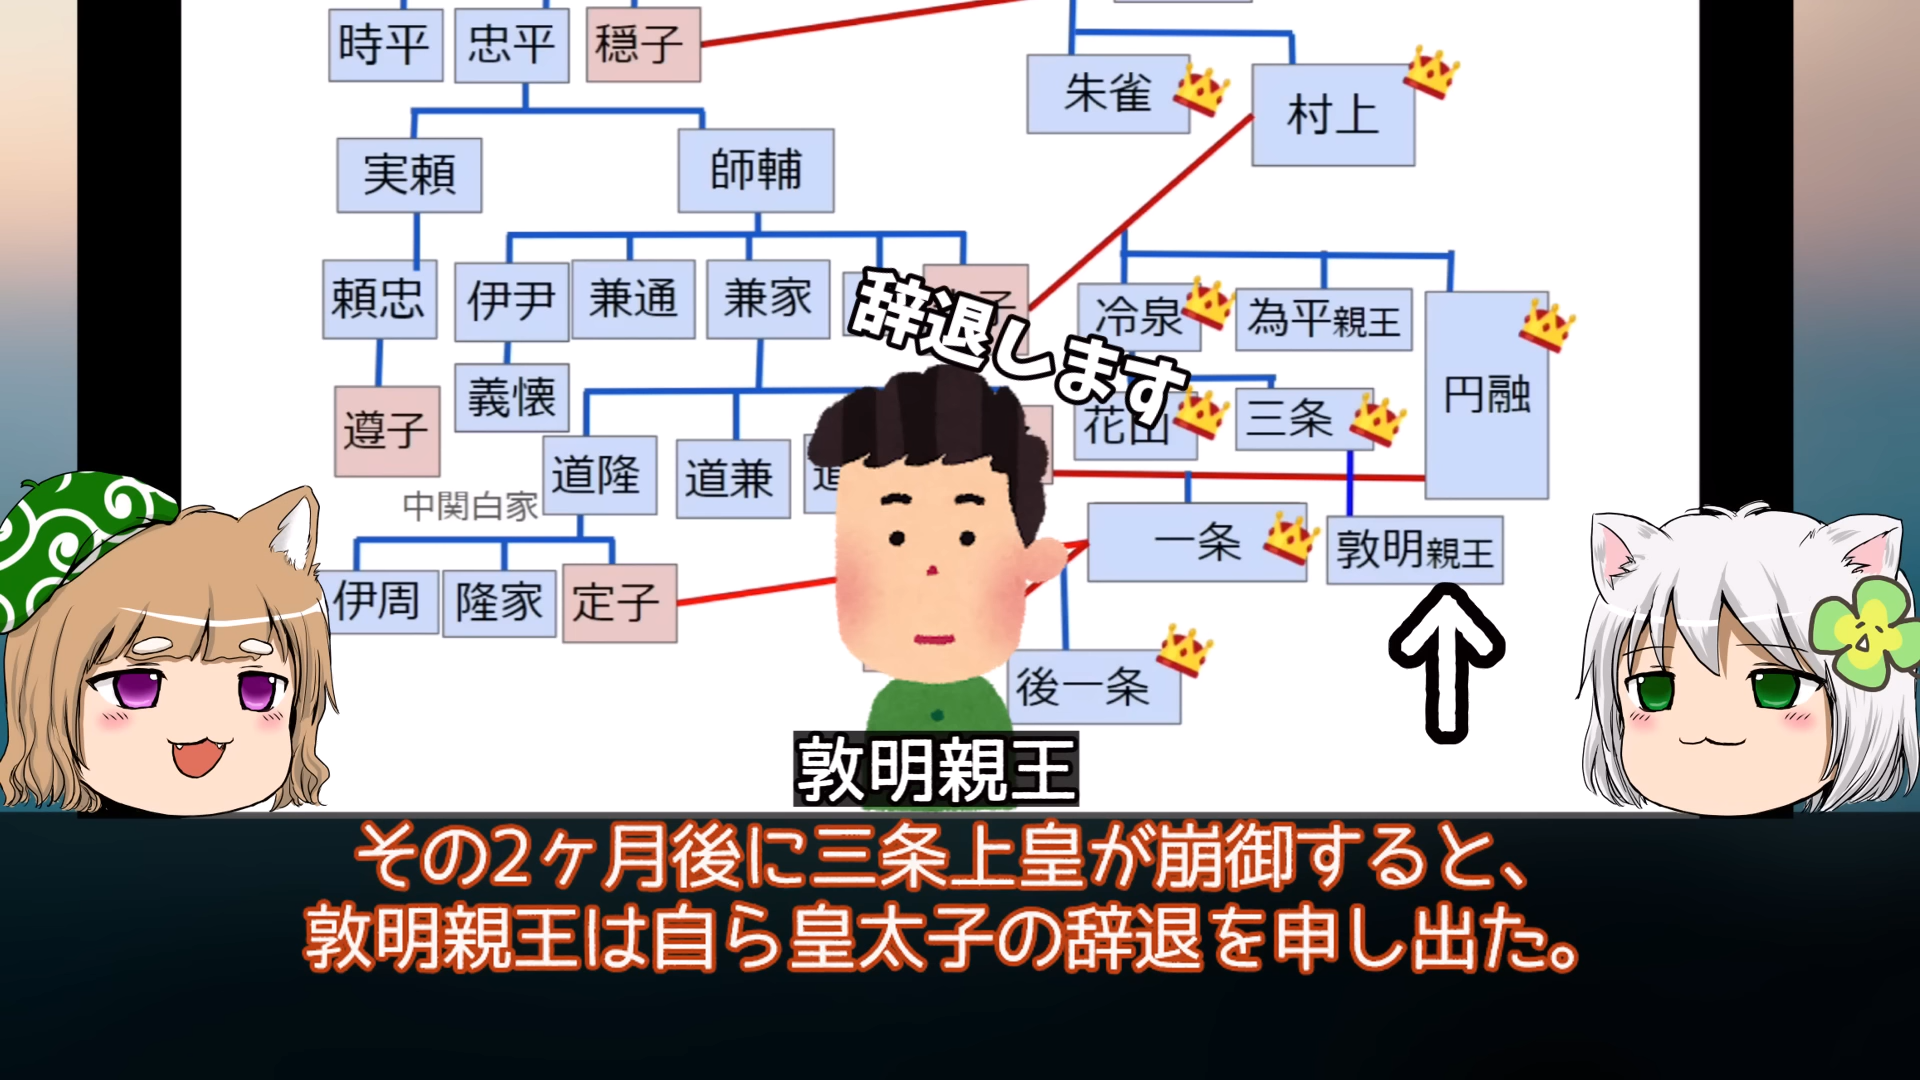 時平
忠平
穏子
朱雀
村上
実頼
師輔
頼忠
伊尹
兼通
兼家
子
冷泉
為平親王
円融
辞退します
義懐
遵子
花山
三条
道隆
道兼
道
中関白家
一条
敦明親王
伊周
隆家
定子
後一条
敦明親王
その2ヶ月後に三条上皇が崩御すると、
敦明親王は自ら皇太子の辞退を申し出た。